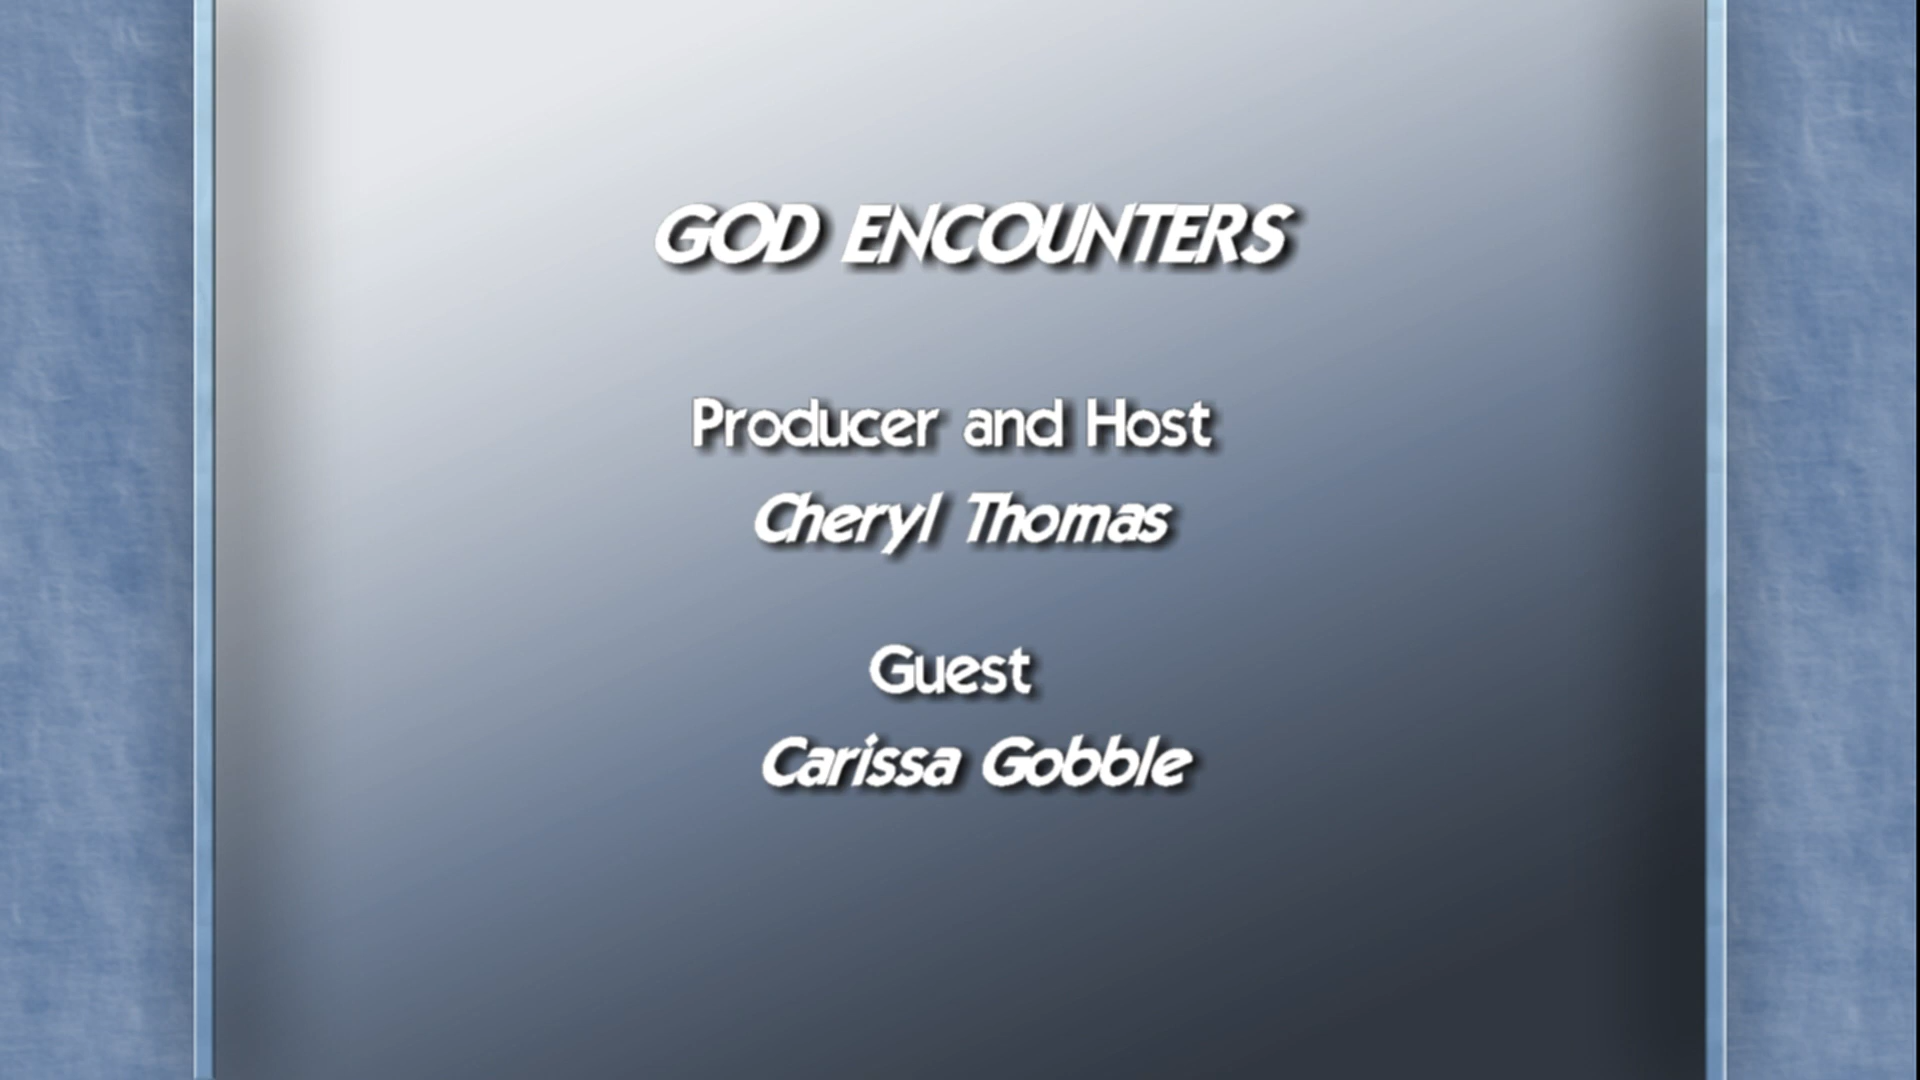 GOD ENCOUNTERS
Producer and Host
Cheryl Thomas
Guest
Carissa Gobble